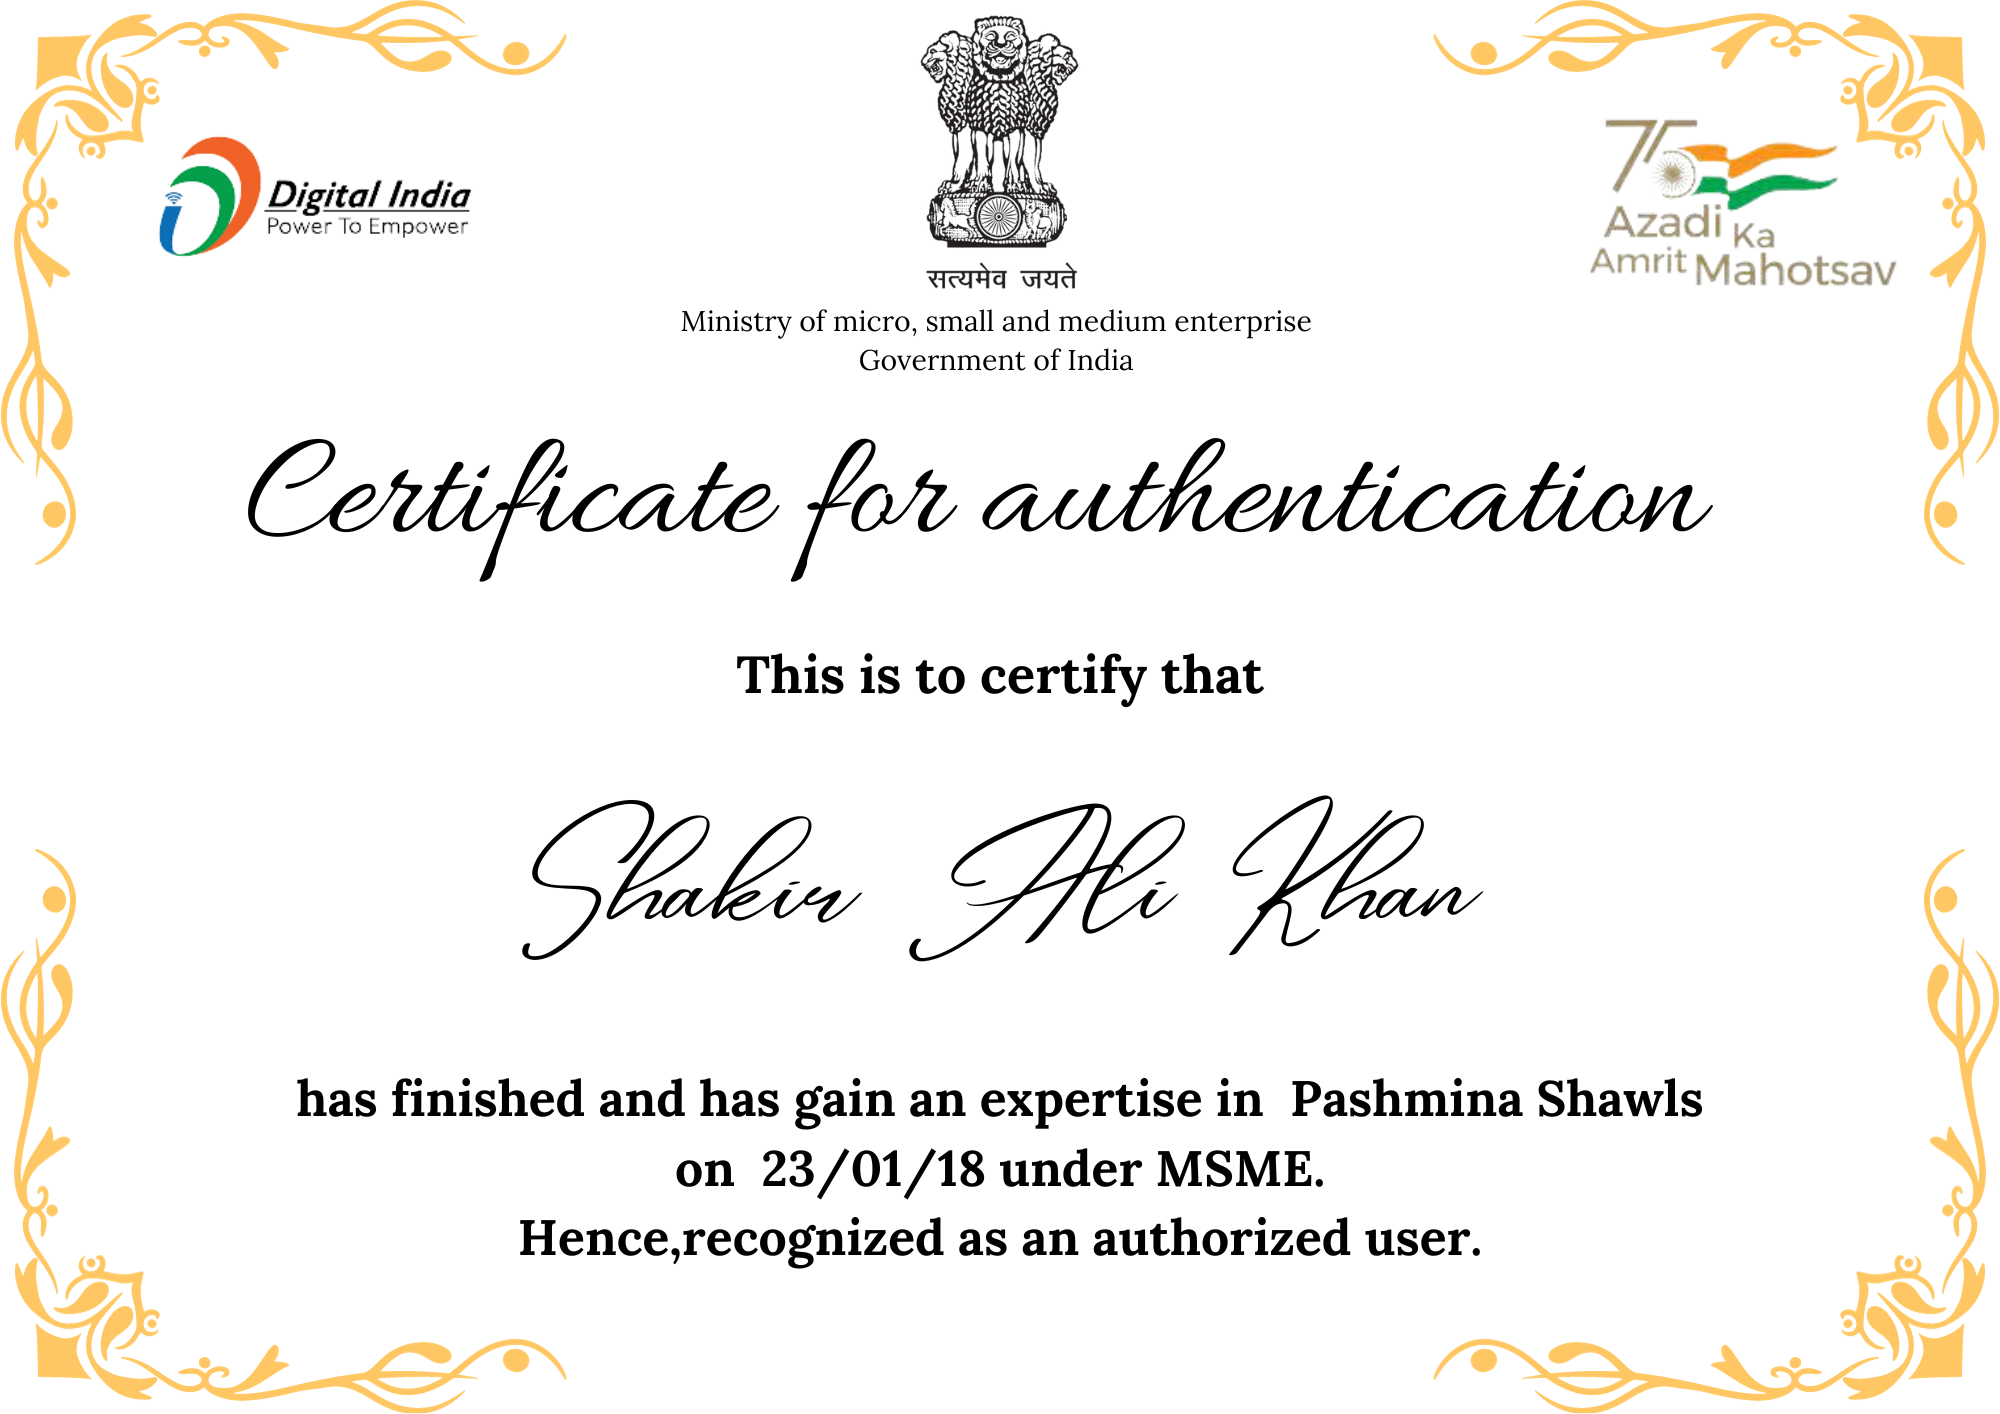 Digital India
Power To Empower
सत्यमेव जयते
75
Azadi Ka
Amrit Mahotsav
Ministry of micro, small and medium enterprise
Government of India
Certificate for authentication
This is to certify that
Shakir Ali Khan
has finished and has gain an expertise in Pashmina Shawls
on 23/01/18 under MSME.
Hence,recognized as an authorized user.